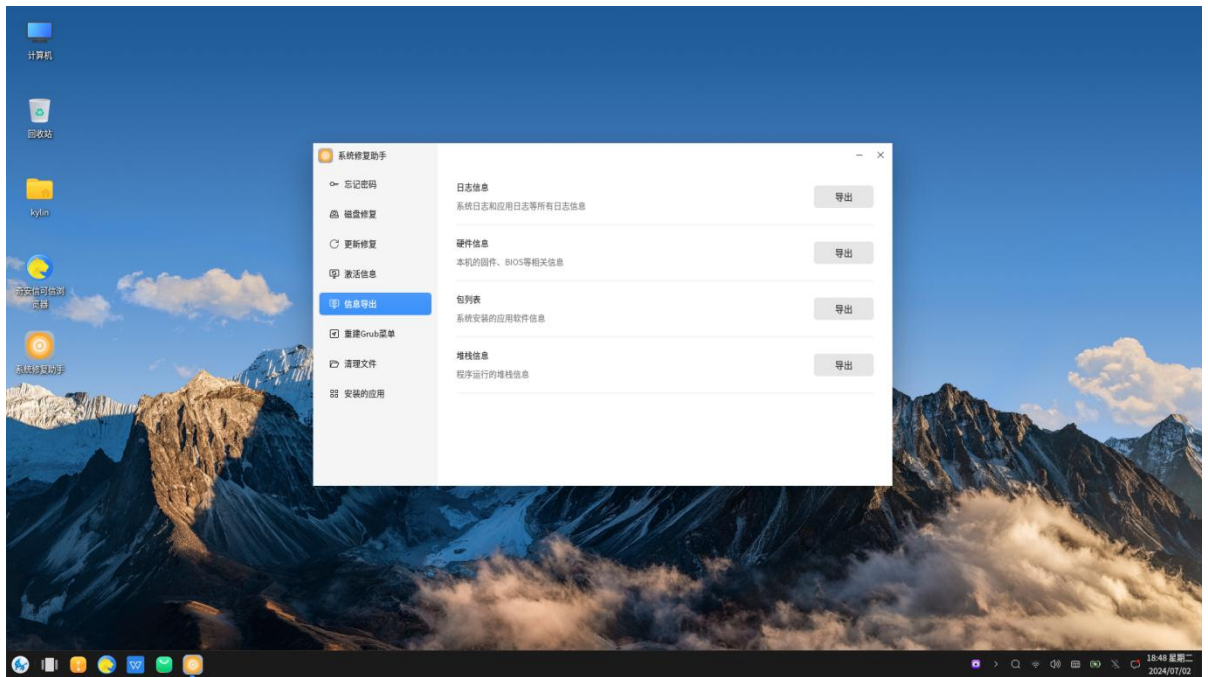 计算机
回收站
kylin
奇安信可信浏
览器
系统修复助手
系统修复助手
忘记密码
磁盘修复
更新修复
激活信息
信息导出
重建Grub菜单
清理文件
安装的应用
日志信息
系统日志和应用日志等所有日志信息
导出
硬件信息
本机的固件、BIOS等相关信息
导出
包列表
系统安装的应用软件信息
导出
堆栈信息
程序运行的堆栈信息
导出
18:48 星期二
2024/07/02